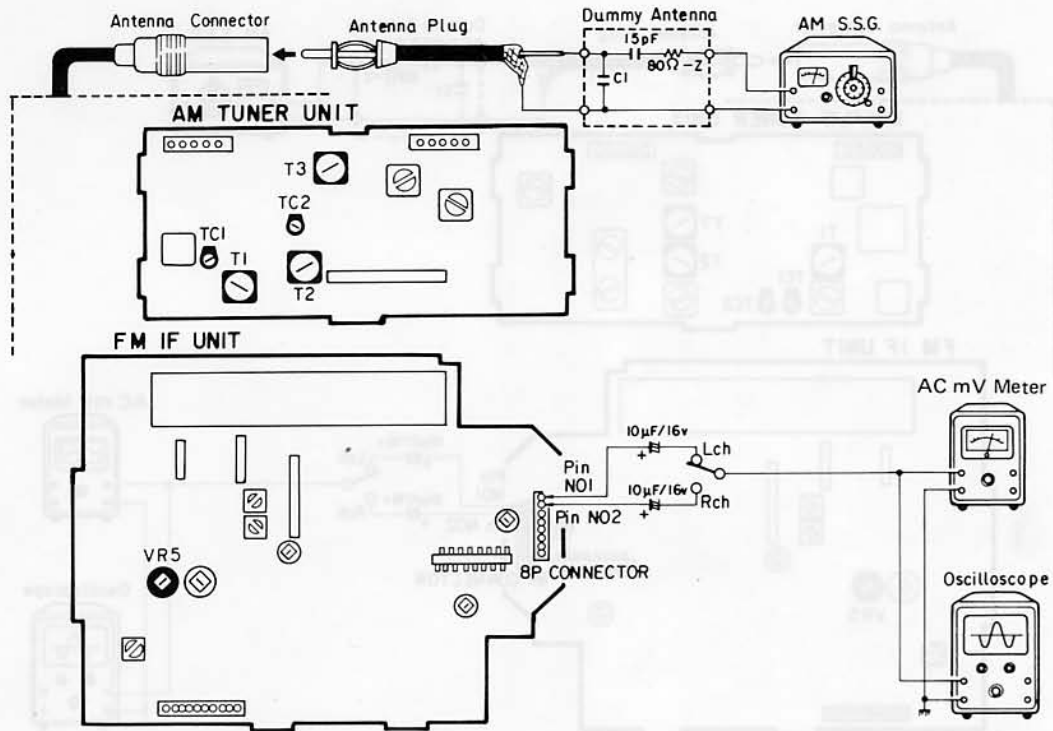 Antenna Connector
Antenna Plug
Dummy Antenna
AM S.S.G.
15pF
80Ω-Z
C1
AM TUNER UNIT
T3
TC2
TC1
T1
T2
FM IF UNIT
AC mV Meter
10μF/16v
Lch
+
Pin
NO1
10μF/16v
Rch
+
Pin NO2
VR5
8P CONNECTOR
Oscilloscope